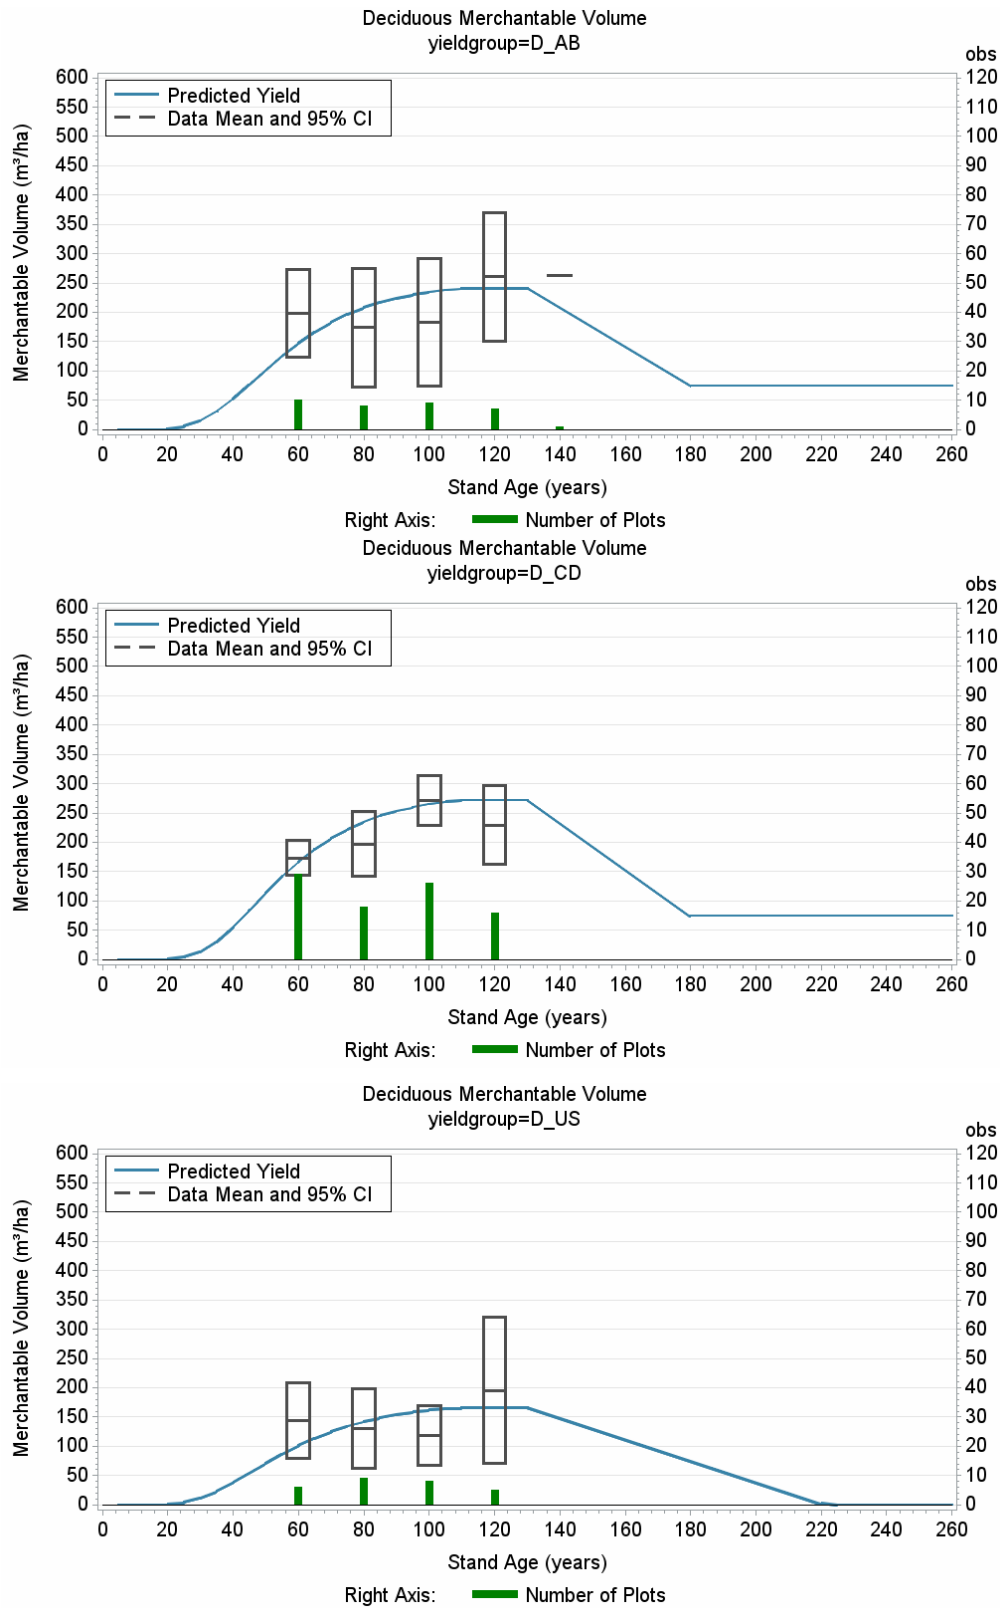 Deciduous Merchantable Volume
yieldgroup=D_AB
obs
Predicted Yield
Data Mean and 95% CI
Merchantable Volume (m³/ha)
600 120
550 110
500 100
450 90
400 80
350 70
300 60
250 50
200 40
150 30
100 20
50 10
0 0
0 20 40 60 80 100 120 140 160 180 200 220 240 260
Stand Age (years)
Right Axis: Number of Plots
Deciduous Merchantable Volume
yieldgroup=D_CD
obs
Predicted Yield
Data Mean and 95% CI
Merchantable Volume (m³/ha)
600 120
550 110
500 100
450 90
400 80
350 70
300 60
250 50
200 40
150 30
100 20
50 10
0 0
0 20 40 60 80 100 120 140 160 180 200 220 240 260
Stand Age (years)
Right Axis: Number of Plots
Deciduous Merchantable Volume
yieldgroup=D_US
obs
Predicted Yield
Data Mean and 95% CI
Merchantable Volume (m³/ha)
600 120
550 110
500 100
450 90
400 80
350 70
300 60
250 50
200 40
150 30
100 20
50 10
0 0
0 20 40 60 80 100 120 140 160 180 200 220 240 260
Stand Age (years)
Right Axis: Number of Plots